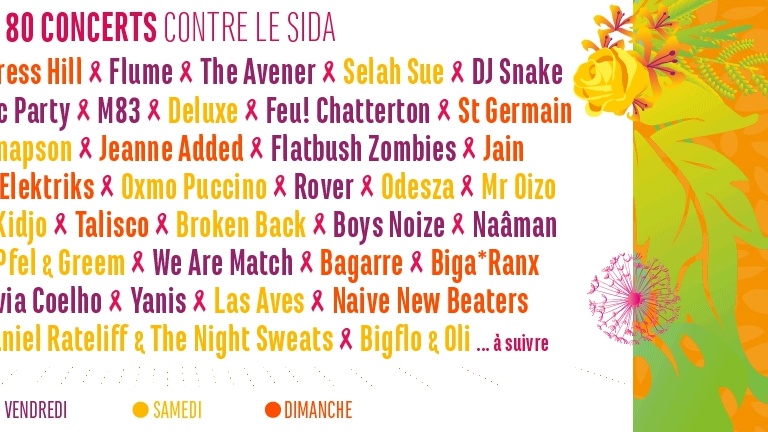 80 CONCERTS CONTRE LE SIDA
ress Hill Flume The Avener Selah Sue DJ Snake
c Party M83 Deluxe Feu! Chatterton St Germain
napson Jeanne Added Flatbush Zombies Jain
Elektriks Oxmo Puccino Rover Odesza Mr Oizo
Kidjo Talisco Broken Back Boys Noize Naâman
Pfel & Greem We Are Match Bagarre Biga*Ranx
via Coelho Yanis Las Aves Naive New Beaters
niel Rateliff & The Night Sweats Bigflo & Oli ... à suivre
VENDREDI SAMEDI DIMANCHE